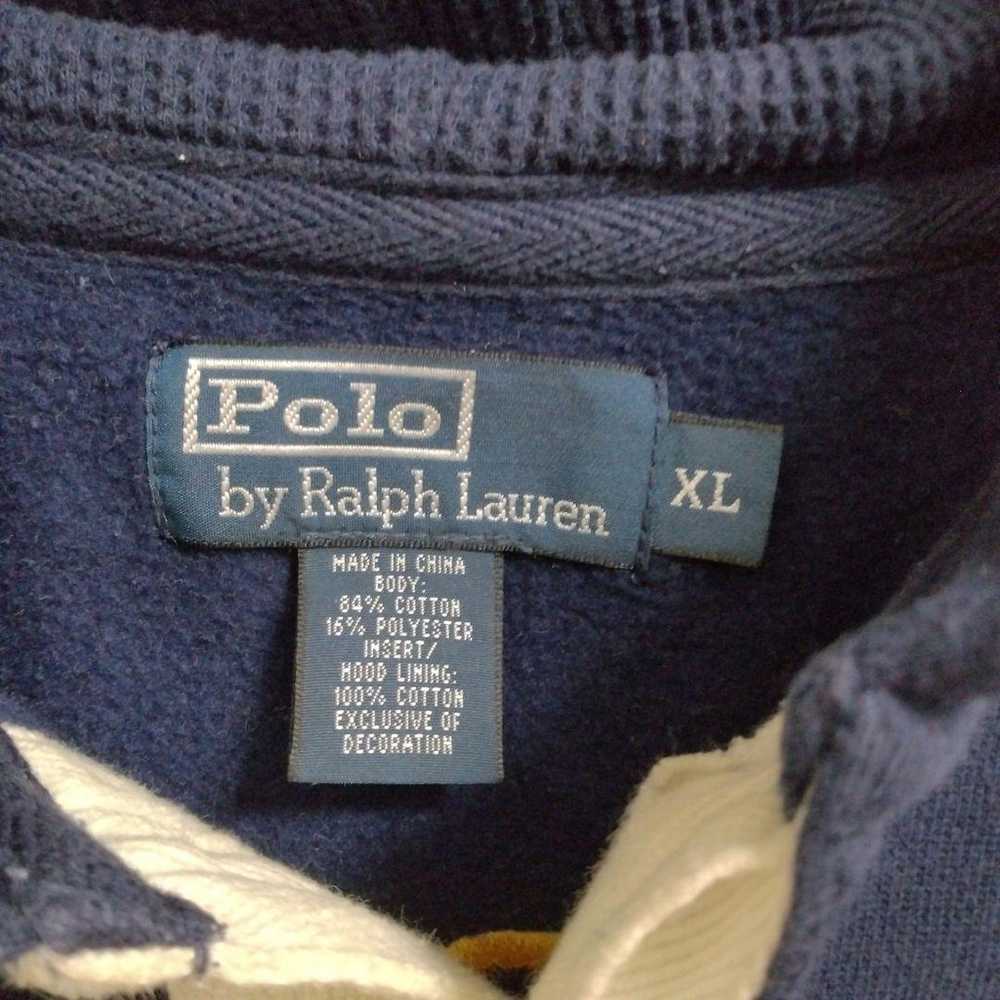 Polo
by Ralph Lauren
XL
MADE IN CHINA
BODY:
84% COTTON
16% POLYESTER
INSERT/
HOOD LINING:
100% COTTON
EXCLUSIVE OF
DECORATION